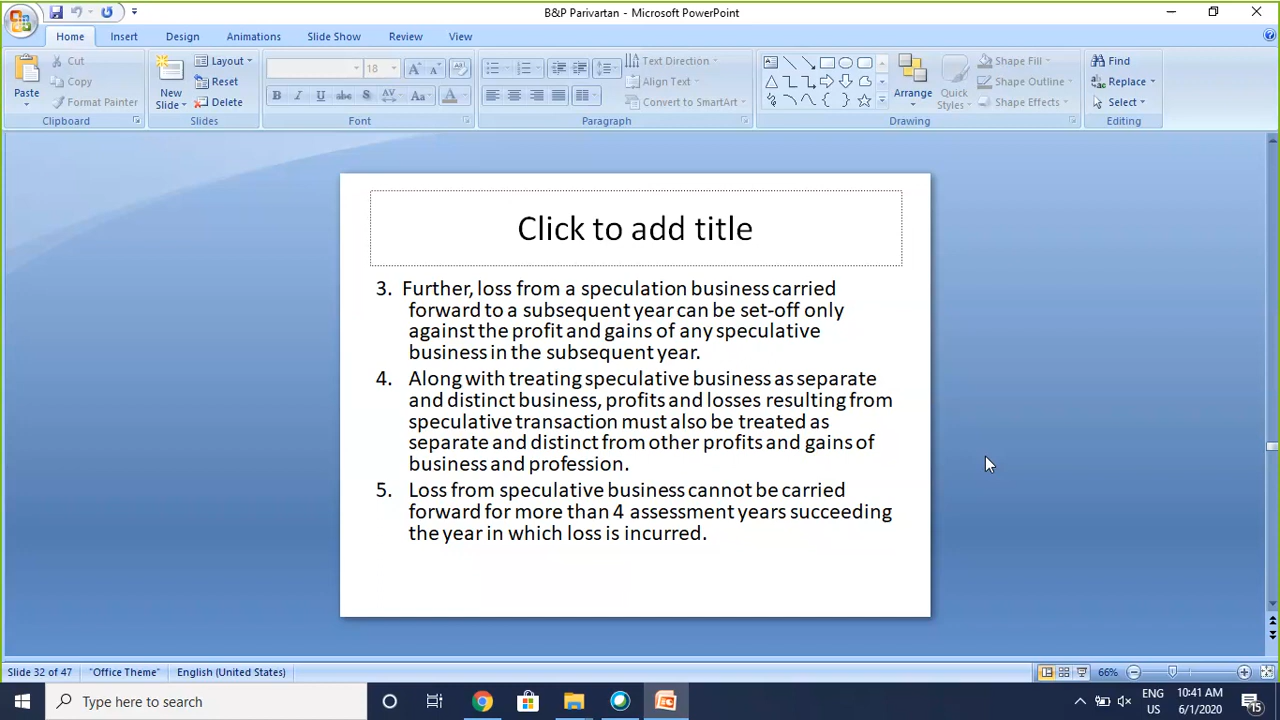 B&P Parivartan - Microsoft PowerPoint
Home Insert Design Animations Slide Show Review View
Paste
Cut
Copy
Format Painter
Clipboard
New
Slide
Layout
Reset
Delete
Slides
18
B I U abc S AV Aa A
Font
Text Direction
Align Text
Convert to SmartArt
Paragraph
Arrange
Quick
Styles
Shape Fill
Shape Outline
Shape Effects
Drawing
Find
Replace
Select
Editing
Click to add title
3. Further, loss from a speculation business carried
forward to a subsequent year can be set-off only
against the profit and gains of any speculative
business in the subsequent year.
4. Along with treating speculative business as separate
and distinct business, profits and losses resulting from
speculative transaction must also be treated as
separate and distinct from other profits and gains of
business and profession.
5. Loss from speculative business cannot be carried
forward for more than 4 assessment years succeeding
the year in which loss is incurred.
Slide 32 of 47 "Office Theme" English (United States) 66%
Type here to search
ENG
US
10:41 AM
6/1/2020
15